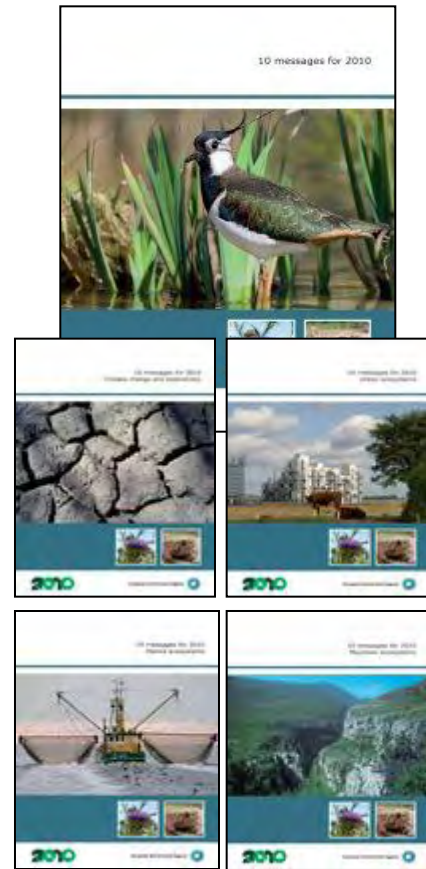 10 messages for 2010
10 messages for 2010
Climate change and biodiversity
10 messages for 2010
Urban ecosystems
2010
2010
10 messages for 2010
Marine ecosystems
10 messages for 2010
Mountain ecosystems
2010
2010